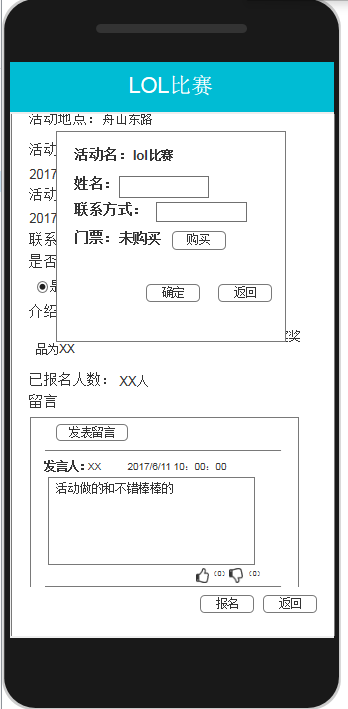 LOL比赛
活动地点：舟山东路
活动
2017
活动
2017
联系
是否
是
介绍
奖
品为XX
活动名：lol比赛
姓名：
联系方式：
门票：未购买 购买
确定 返回
已报名人数： XX人
留言
发表留言
发言人：XX 2017/6/11 10：00：00
活动做的和不错棒棒的
(0) (0)
报名 返回